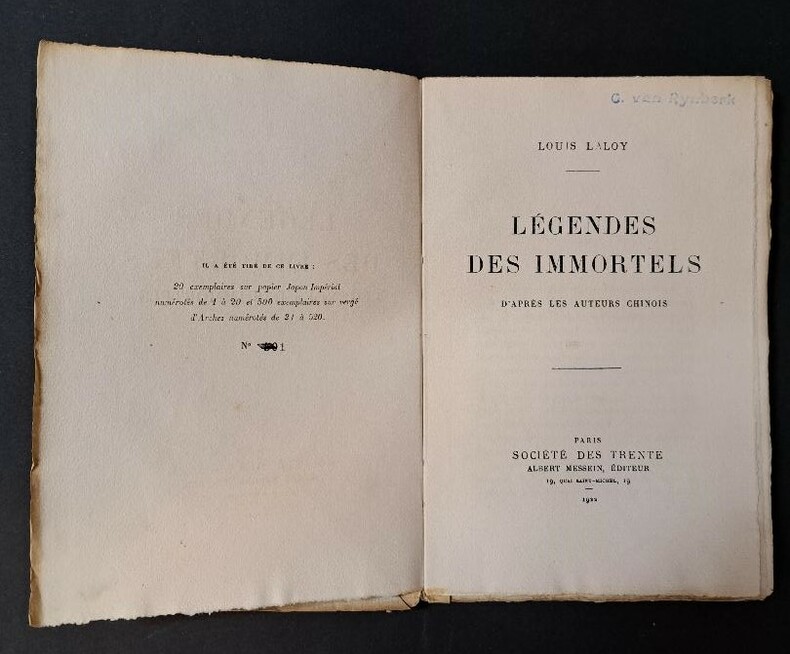 IL A ÉTÉ TIRÉ DE CE LIVRE :
20 exemplaires sur papier Japon Impérial
numérotés de 1 à 20 et 500 exemplaires sur vergé
d'Arches numérotés de 21 à 520.
N° 1
C. van Rynberk
LOUIS LALOY
LÉGENDES
DES IMMORTELS
D'APRÈS LES AUTEURS CHINOIS
PARIS
SOCIÉTÉ DES TRENTE
ALBERT MESSEIN, ÉDITEUR
19, QUAI SAINT-MICHEL, 19
1922